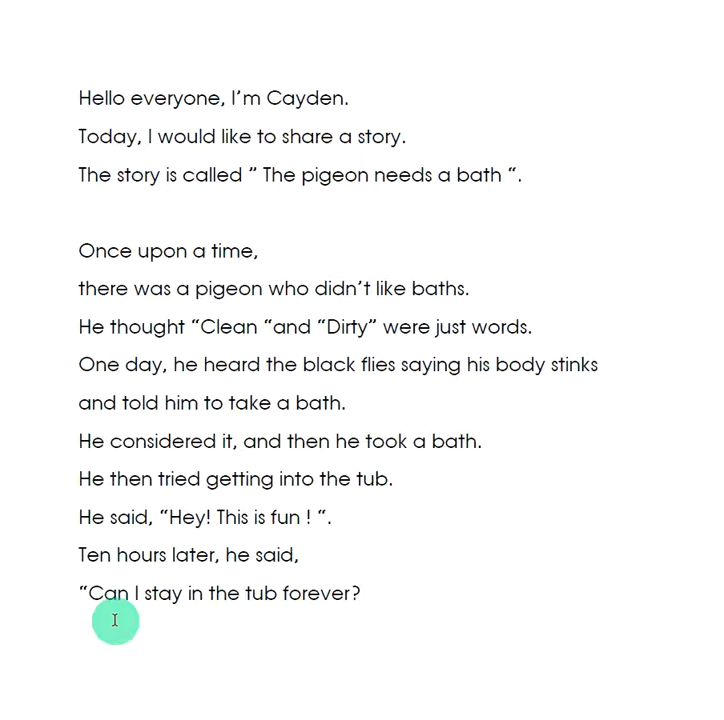 Hello everyone, I’m Cayden.
Today, I would like to share a story.
The story is called ” The pigeon needs a bath “.
Once upon a time,
there was a pigeon who didn’t like baths.
He thought “Clean “and “Dirty” were just words.
One day, he heard the black flies saying his body stinks
and told him to take a bath.
He considered it, and then he took a bath.
He then tried getting into the tub.
He said, “Hey! This is fun ! “.
Ten hours later, he said,
“Can I stay in the tub forever?